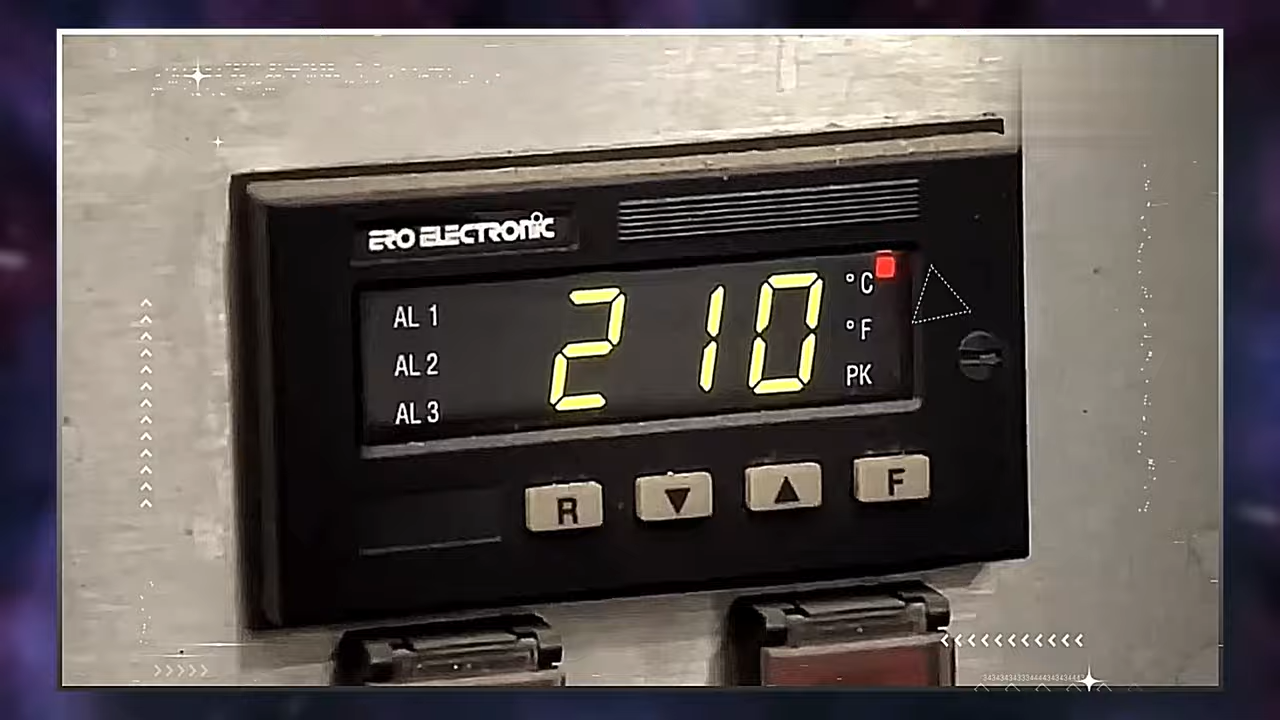 ERO ELECTRONIC
AL 1
AL 2
AL 3
210
°C
°F
PK
R ▼ ▲ F